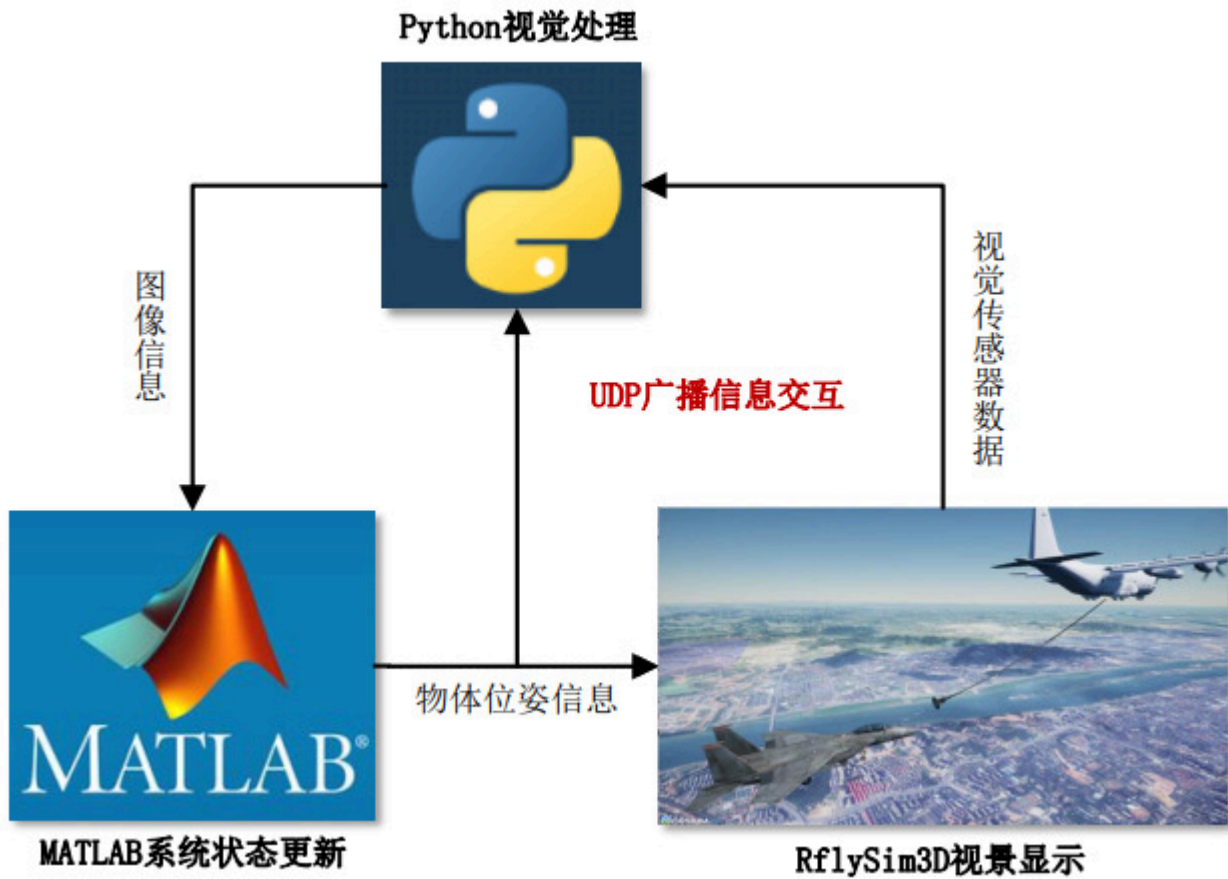 Python视觉处理
图像信息
视觉传感器数据
UDP广播信息交互
物体位姿信息
MATLAB®
MATLAB系统状态更新
RflySim3D视景显示